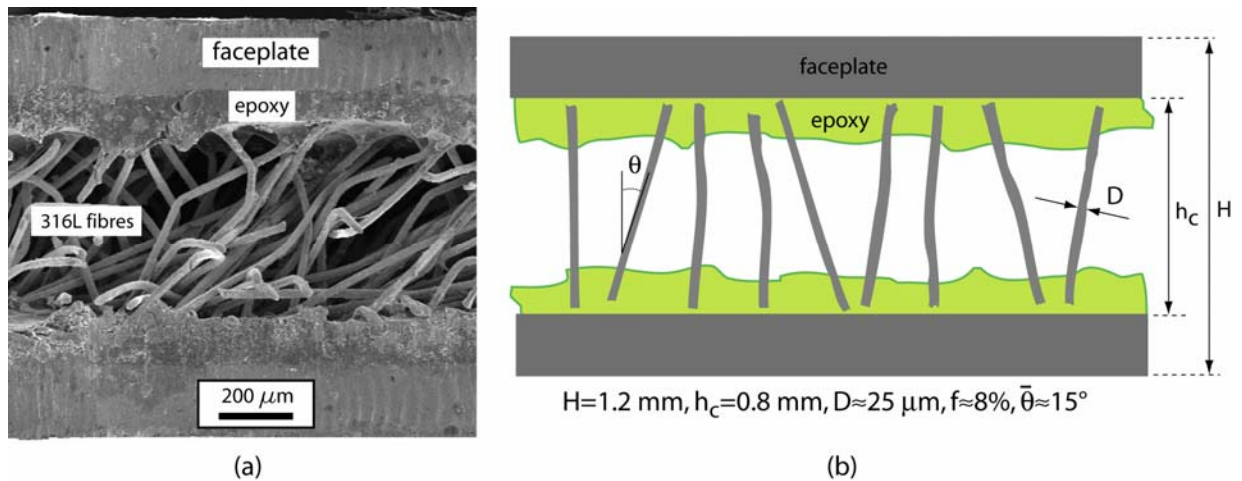 faceplate
epoxy
316L fibres
200 μm
(a)
faceplate
epoxy
θ
D
h_c
H
H=1.2 mm, h_c=0.8 mm, D≈25 μm, f≈8%, θ̄≈15°
(b)